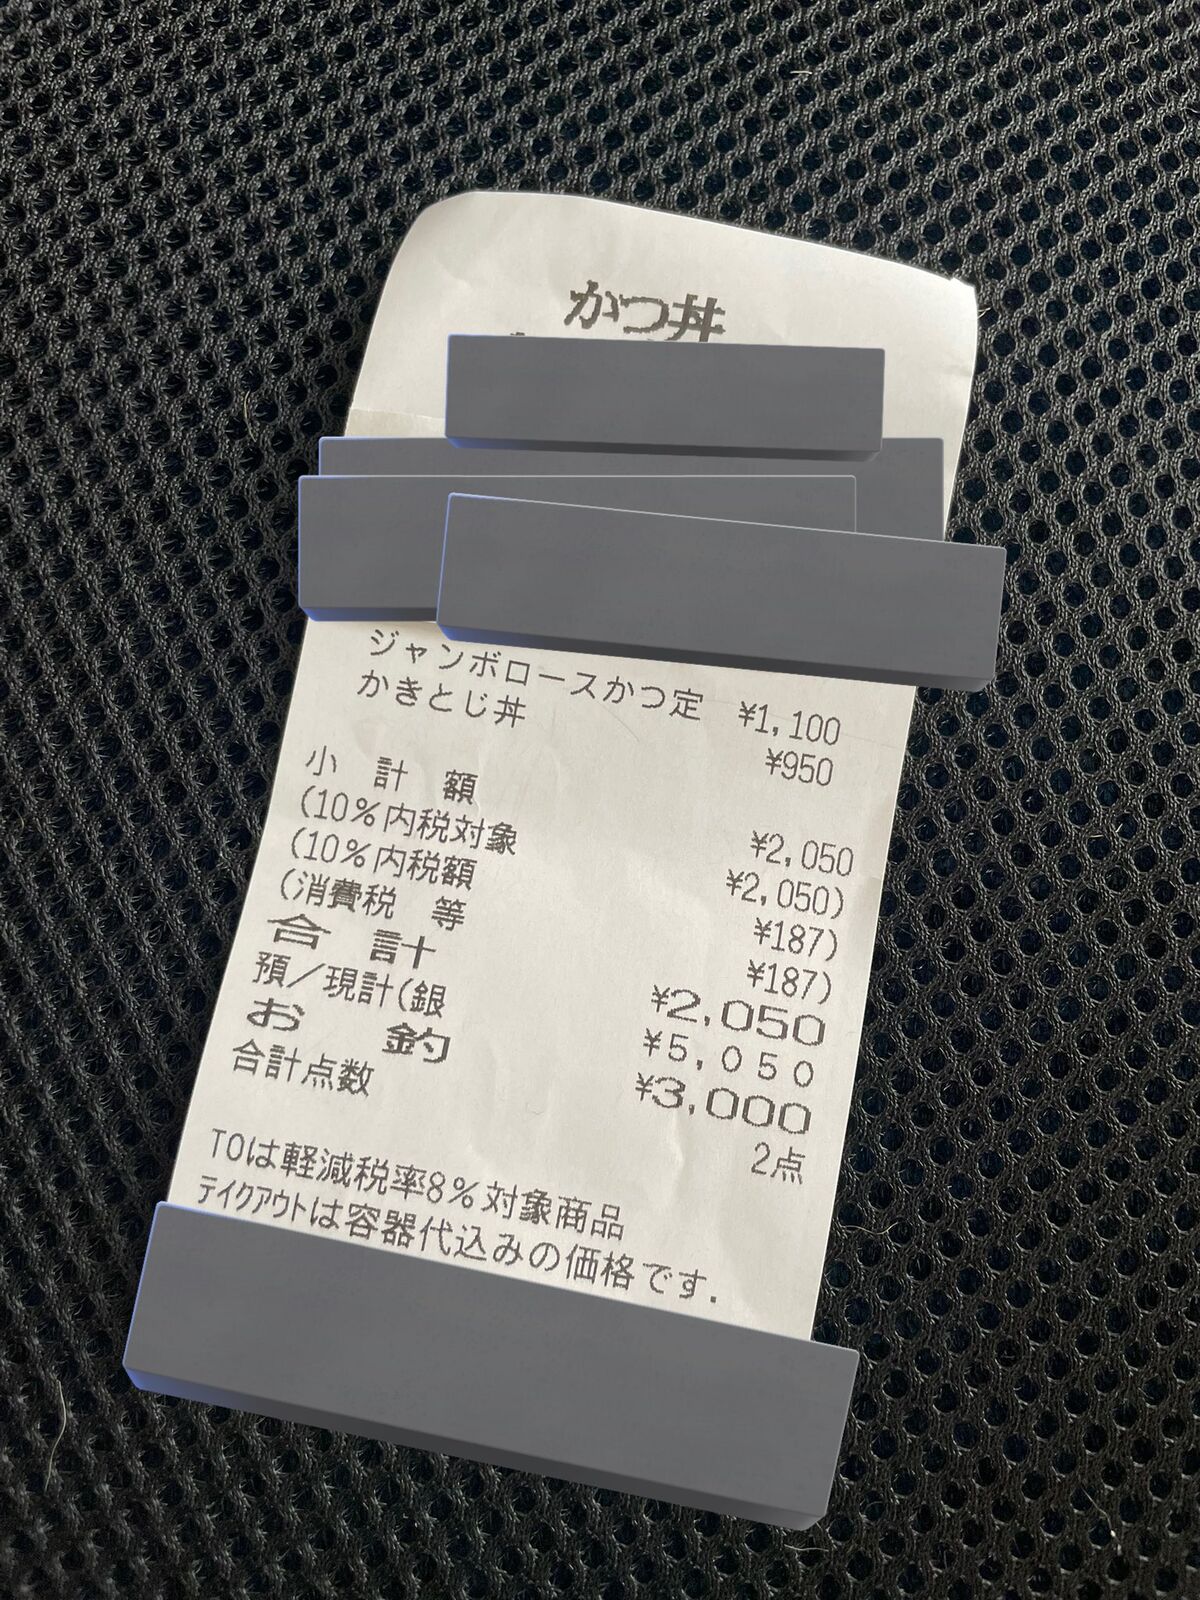 かつ丼
ジャンボロースかつ定 ¥1,100
かきとじ丼 ¥950
小 計 額 ¥2,050
(10%内税対象 ¥2,050)
(10%内税額 ¥187)
(消費税 等 ¥187)
合 計 ¥2,050
預/現計(銀 ¥5,050
お 釣 ¥3,000
合計点数 2点
TOは軽減税率8%対象商品
テイクアウトは容器代込みの価格です.